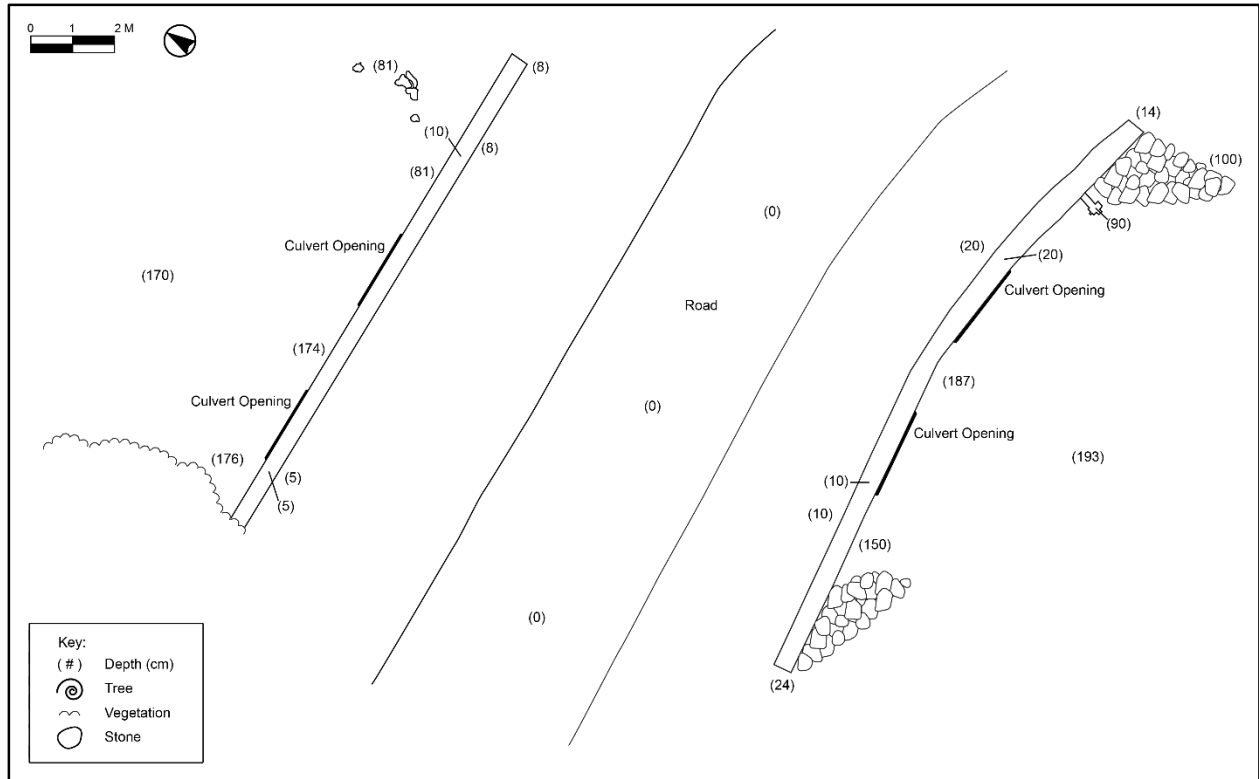 0 1 2 M
(81)
(8)
(10)
(8)
(81)
(14)
(100)
(90)
(0)
Culvert Opening
(20)
(20)
(170)
Culvert Opening
Road
(174)
(187)
Culvert Opening
(0)
Culvert Opening
(176)
(193)
(5)
(5)
(10)
(10)
(150)
(0)
(24)
Key:
(#) Depth (cm)
Tree
Vegetation
Stone